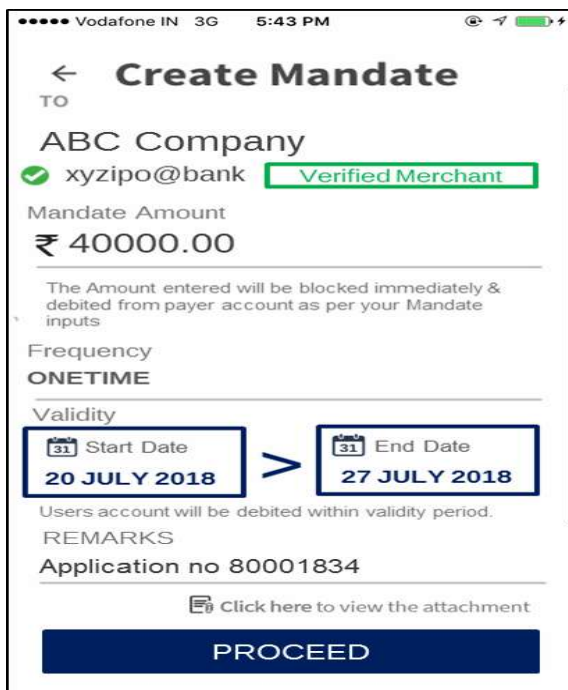 Vodafone IN 3G 5:43 PM
← Create Mandate
TO
ABC Company
xyzipo@bank Verified Merchant
Mandate Amount
₹ 40000.00
The Amount entered will be blocked immediately &
debited from payer account as per your Mandate
inputs
Frequency
ONETIME
Validity
31 Start Date > 31 End Date
20 JULY 2018 27 JULY 2018
Users account will be debited within validity period.
REMARKS
Application no 80001834
Click here to view the attachment
PROCEED